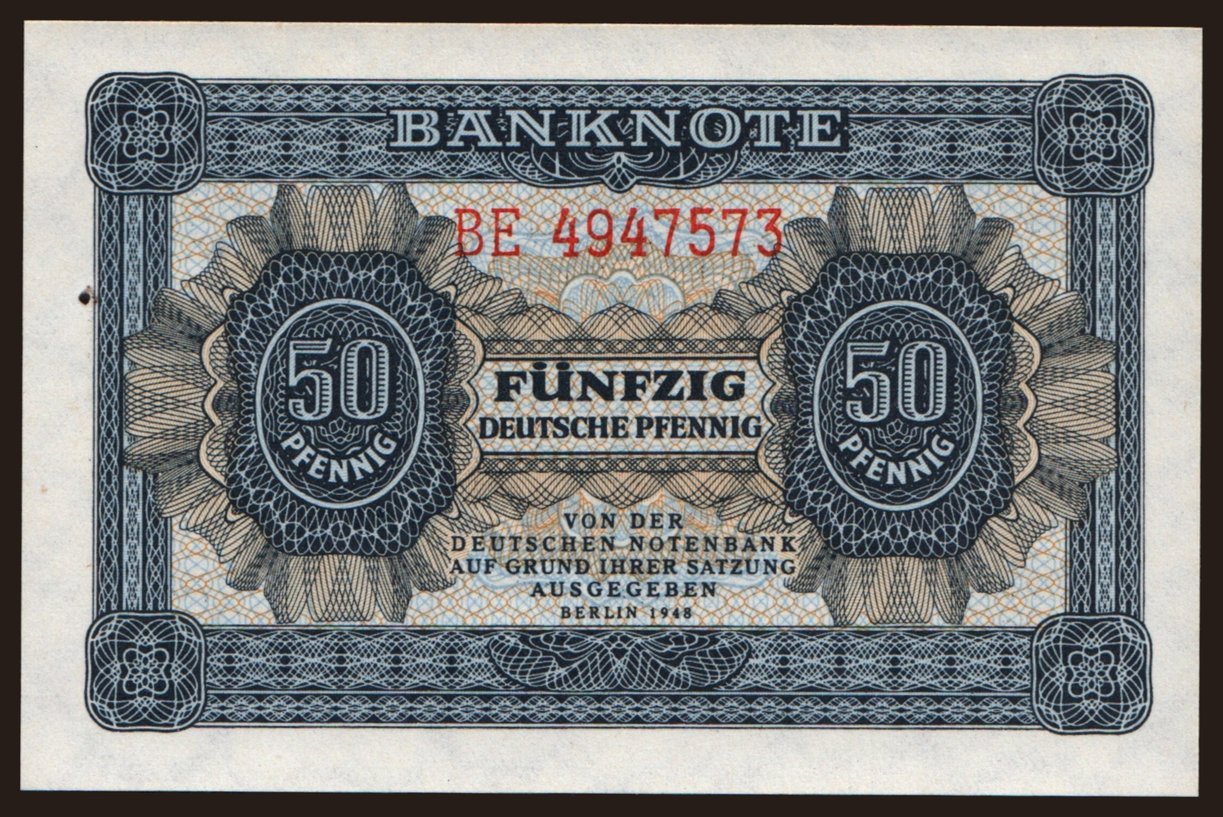 BANKNOTE
BE 4947573
50
PFENNIG
FÜNFZIG
DEUTSCHE PFENNIG
50
PFENNIG
VON DER
DEUTSCHEN NOTENBANK
AUF GRUND IHRER SATZUNG
AUSGEGEBEN
BERLIN 1948